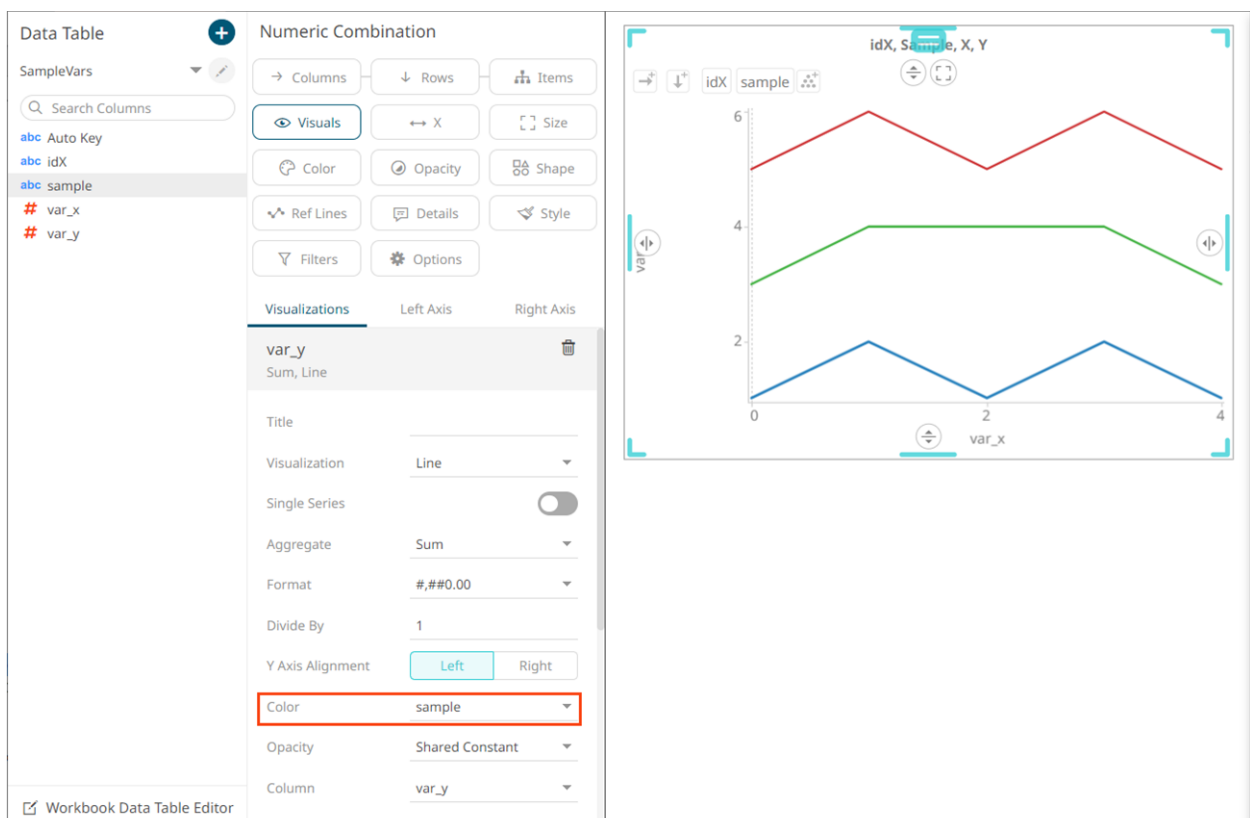 Data Table
SampleVars
Search Columns
abc Auto Key
abc idX
abc sample
# var_x
# var_y
Workbook Data Table Editor
Numeric Combination
Columns
Rows
Items
Visuals
X
Size
Color
Opacity
Shape
Ref Lines
Details
Style
Filters
Options
Visualizations Left Axis Right Axis
var_y
Sum, Line
Title
Visualization Line
Single Series
Aggregate Sum
Format #,##0.00
Divide By 1
Y Axis Alignment Left Right
Color sample
Opacity Shared Constant
Column var_y
idX, Sample, X, Y
idX sample
6
4
2
var
0 2 4
var_x